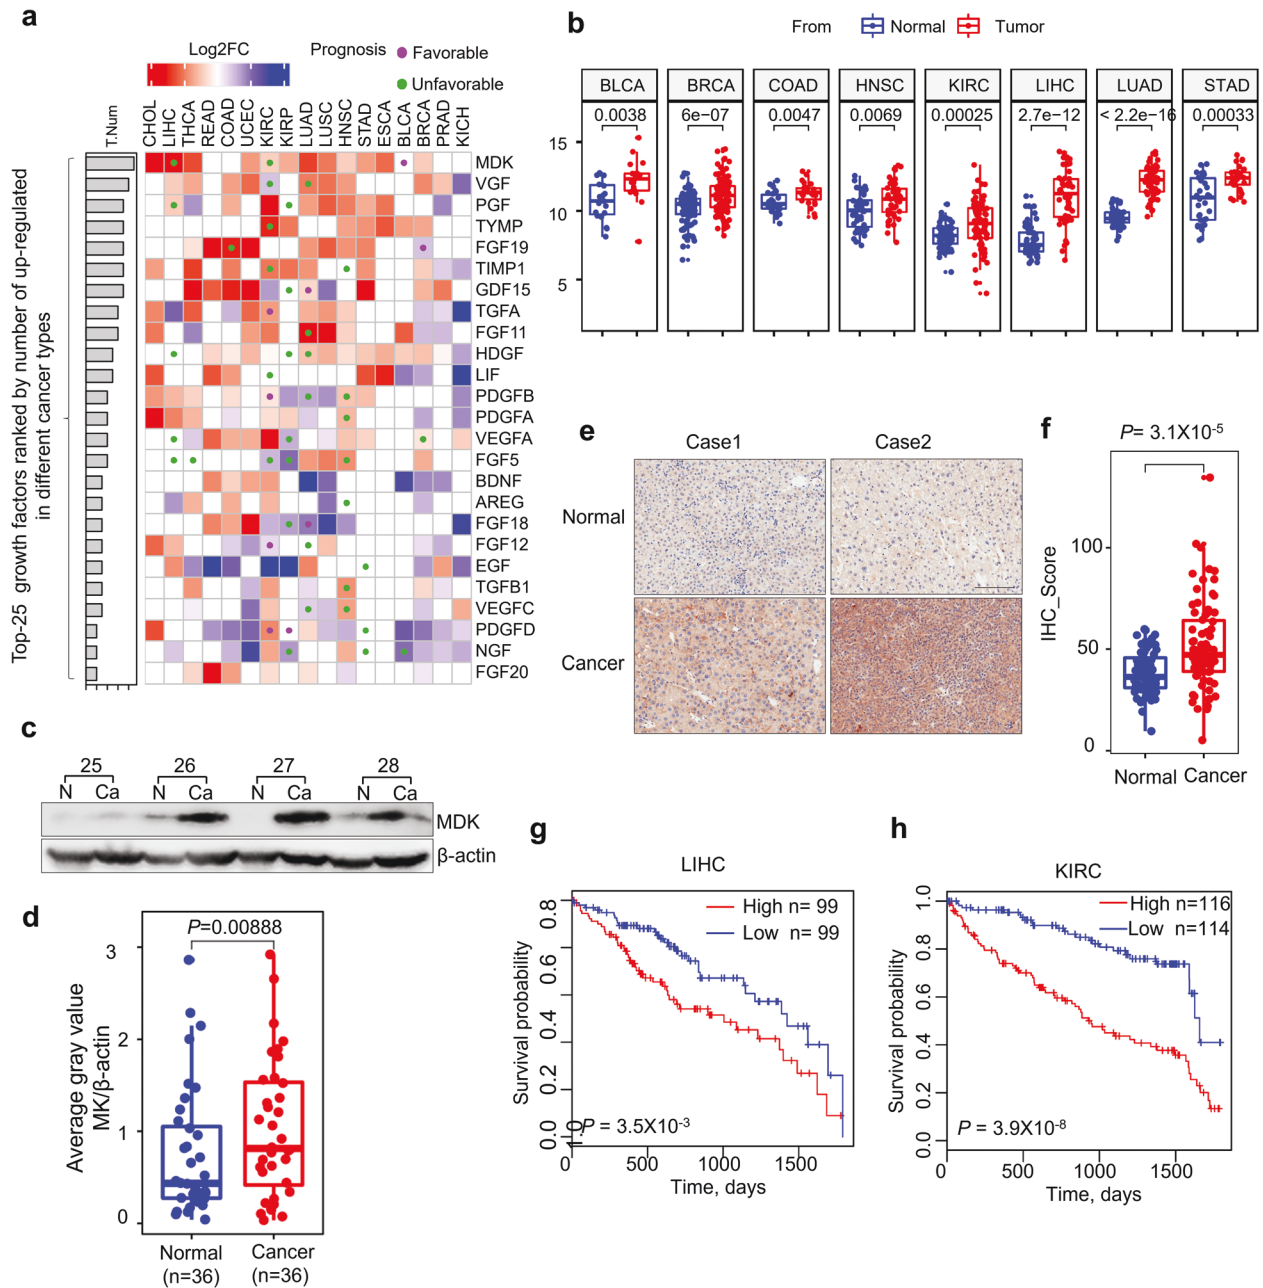 a
Log2FC
Prognosis
Favorable
Unfavorable
T.Num
CHOL
LIHC
THCA
READ
COAD
UCEC
KIRC
KIRP
LUAD
LUSC
HNSC
STAD
ESCA
BLCA
BRCA
PRAD
KICH
Top-25 growth factors ranked by number of up-regulated
in different cancer types
MDK
VGF
PGF
TYMP
FGF19
TIMP1
GDF15
TGFA
FGF11
HDGF
LIF
PDGFB
PDGFA
VEGFA
FGF5
BDNF
AREG
FGF18
FGF12
EGF
TGFB1
VEGFC
PDGFD
NGF
FGF20
b
From Normal Tumor
BLCA BRCA COAD HNSC KIRC LIHC LUAD STAD
0.0038 6e−07 0.0047 0.0069 0.00025 2.7e−12 < 2.2e−16 0.00033
15
10
5
c
25 26 27 28
N Ca N Ca N Ca N Ca
MDK
β-actin
d
P=0.00888
Average gray value
MK/β-actin
3
2
1
0
Normal Cancer
(n=36) (n=36)
e
Case1 Case2
Normal
Cancer
f
P= 3.1X10-5
IHC_Score
100
50
0
Normal Cancer
g
LIHC
High n= 99
Low n= 99
Survival probability
0.8
0.6
0.4
0.2
0.0
1.0
P = 3.5X10-3
0 500 1000 1500
Time, days
h
KIRC
High n=116
Low n=114
Survival probability
1.0
0.8
0.6
0.4
0.2
0.0
P = 3.9X10-8
0 500 1000 1500
Time, days